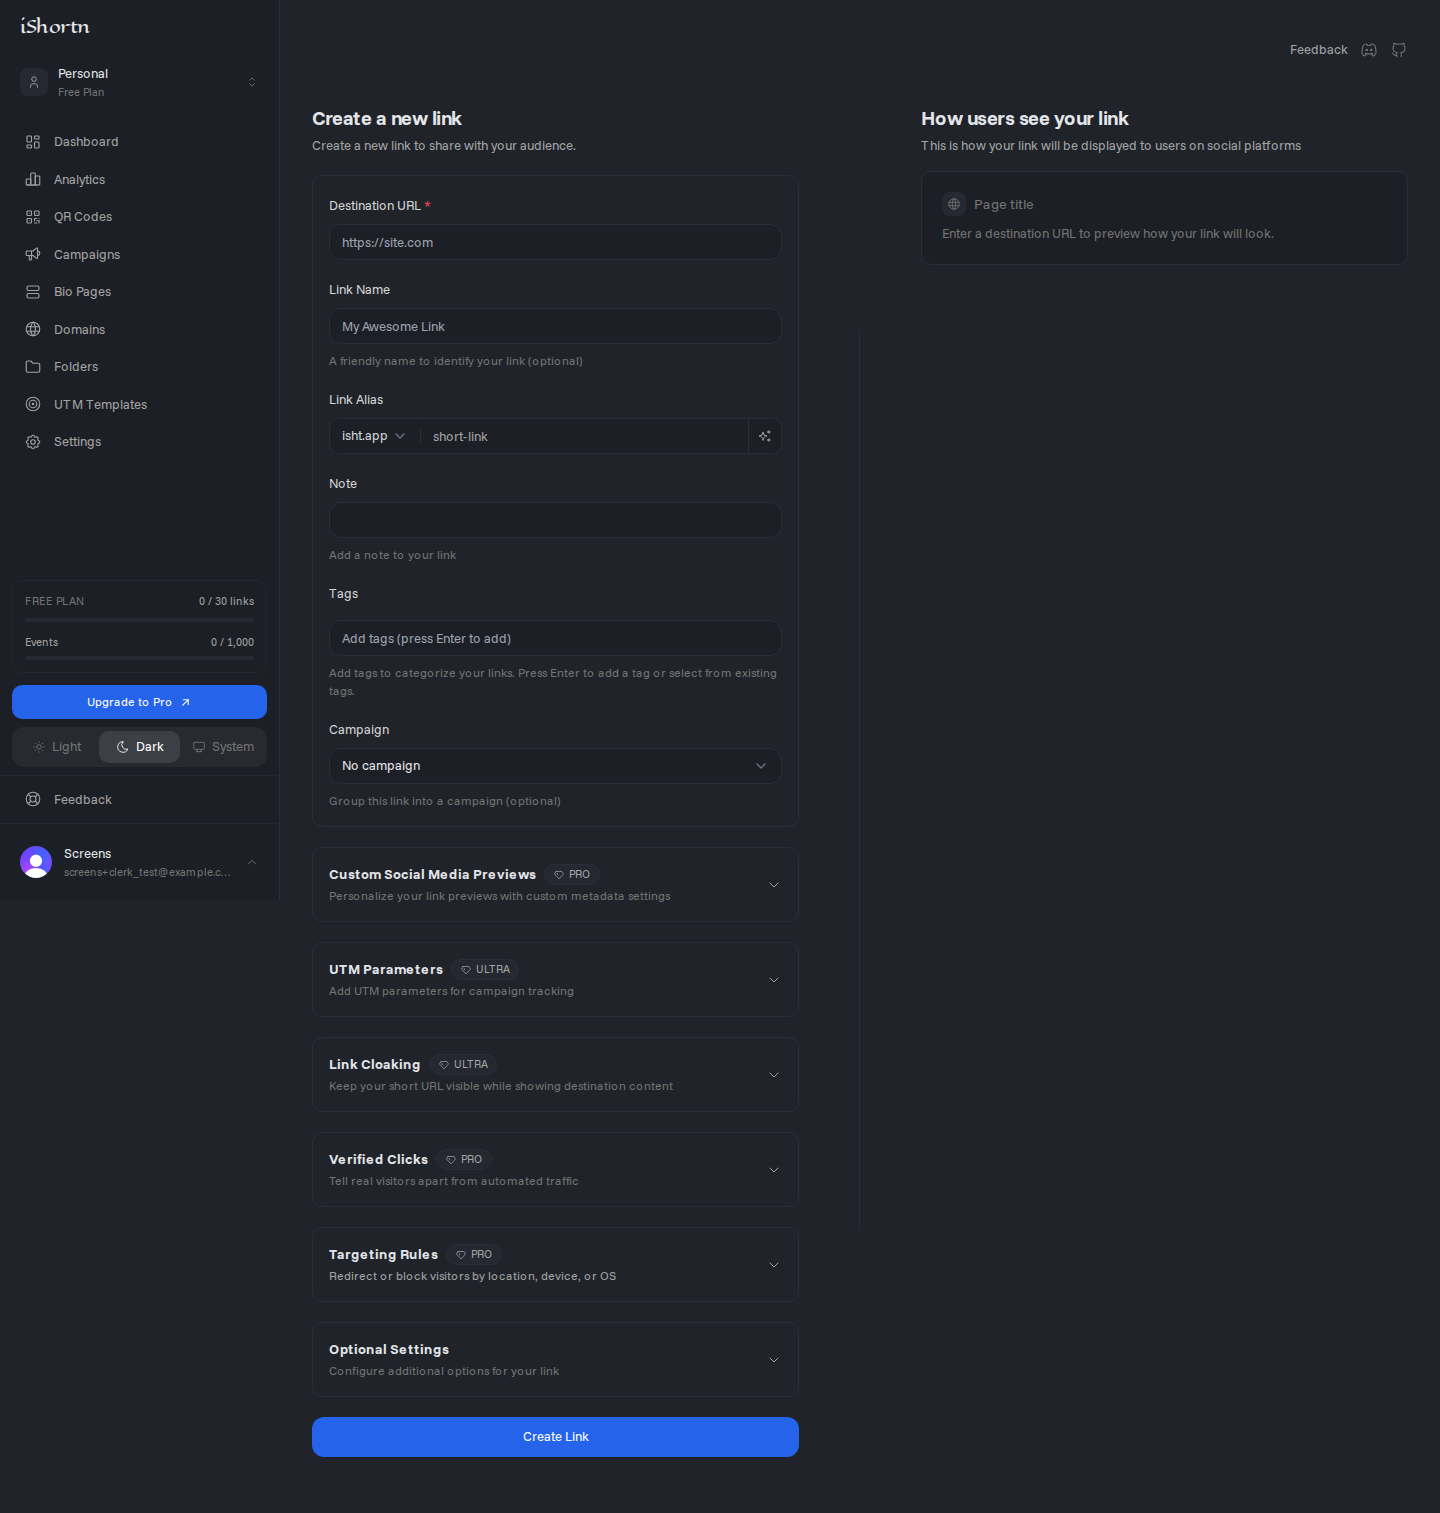 iShortn
Personal
Free Plan
Dashboard
Analytics
QR Codes
Campaigns
Bio Pages
Domains
Folders
UTM Templates
Settings
FREE PLAN 0 / 30 links
Events 0 / 1,000
Upgrade to Pro
Light Dark System
Feedback
Screens
screens+clerk_test@example.c...
Feedback
Create a new link
Create a new link to share with your audience.
Destination URL *
https://site.com
Link Name
My Awesome Link
A friendly name to identify your link (optional)
Link Alias
isht.app short-link
Note
Add a note to your link
Tags
Add tags (press Enter to add)
Add tags to categorize your links. Press Enter to add a tag or select from existing
tags.
Campaign
No campaign
Group this link into a campaign (optional)
Custom Social Media Previews PRO
Personalize your link previews with custom metadata settings
UTM Parameters ULTRA
Add UTM parameters for campaign tracking
Link Cloaking ULTRA
Keep your short URL visible while showing destination content
Verified Clicks PRO
Tell real visitors apart from automated traffic
Targeting Rules PRO
Redirect or block visitors by location, device, or OS
Optional Settings
Configure additional options for your link
Create Link
How users see your link
This is how your link will be displayed to users on social platforms
Page title
Enter a destination URL to preview how your link will look.